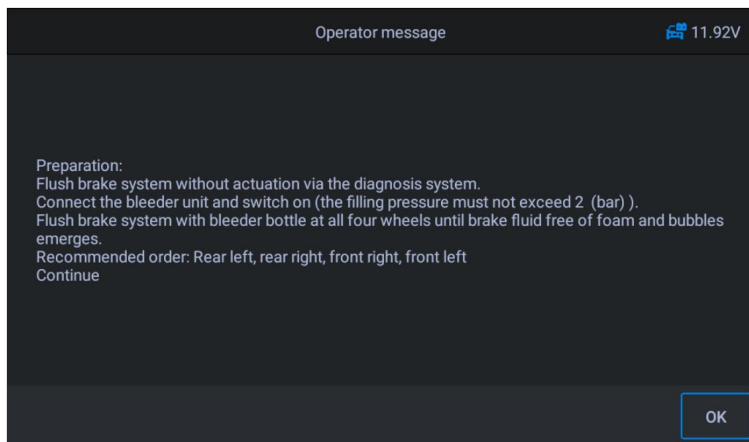 Operator message
11.92V
Preparation:
Flush brake system without actuation via the diagnosis system.
Connect the bleeder unit and switch on (the filling pressure must not exceed 2 (bar) ).
Flush brake system with bleeder bottle at all four wheels until brake fluid free of foam and bubbles
emerges.
Recommended order: Rear left, rear right, front right, front left
Continue
OK